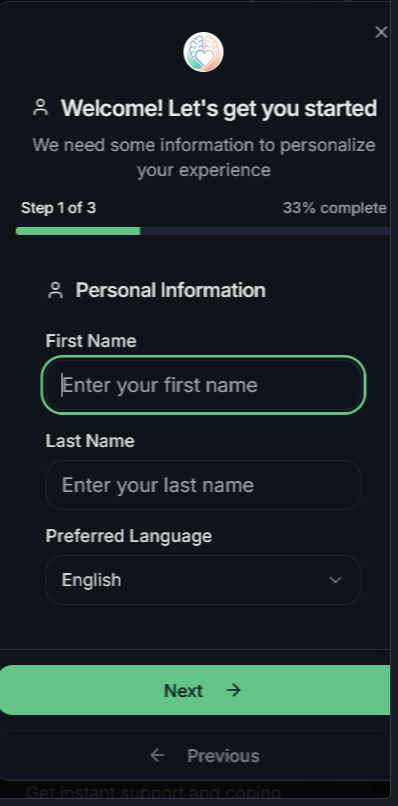 Welcome! Let's get you started
We need some information to personalize
your experience
Step 1 of 3
33% complete
Personal Information
First Name
Enter your first name
Last Name
Enter your last name
Preferred Language
English
Next
Previous
Get instant support and coping